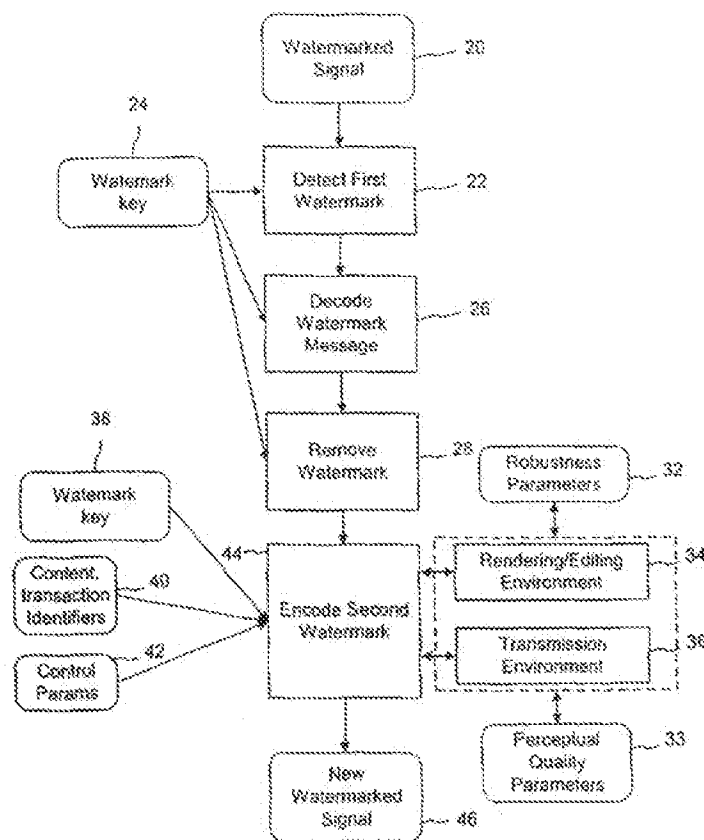 Watermarked
Signal
20
24
Watermark
key
Detect First
Watermark
22
Decode
Watermark
Message
26
Remove
Watermark
28
38
Watemark
key
Robustness
Parameters
32
44
Content,
transaction
Identifiers
40
Encode Second
Watermark
Rendering/Editing
Environment
34
Control
Params
42
Transmission
Environment
36
New
Watermarked
Signal
46
Perceptual
Quality
Parameters
33